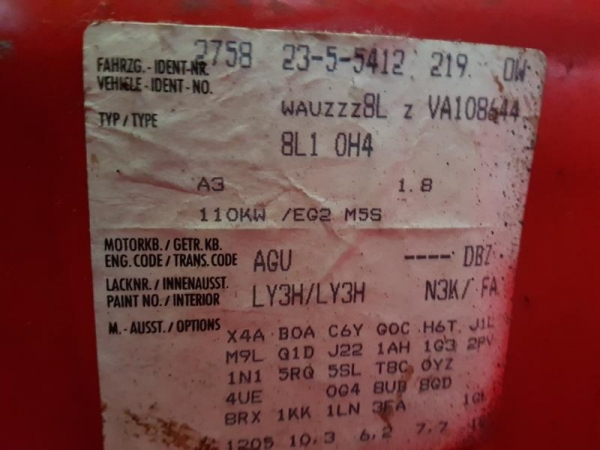 2758 23-5-5412 219 OW
FAHRZG.-IDENT-NR.
VEHICLE-IDENT-NO.
WAUZZZ8L Z VA108644
TYP/TYPE
8L1 0H4
A3 1.8
110KW /EG2 M5S
MOTORKB./GETR.KB.
ENG.CODE/TRANS.CODE AGU ---- DBZ
LACKNR./INNENAUSST.
PAINT NO./INTERIOR LY3H/LY3H N3K/ FA
M.-AUSST./OPTIONS
X4A B0A C6Y G0C H6T J1L
M9L Q1D J22 1AH 1G3 2PV
1N1 5RQ 5SL T8C 0YZ
4UE 0G4 8UB 8GD
8RX 1KK 1LN 3FA
1205 10.3 6.2 7.7